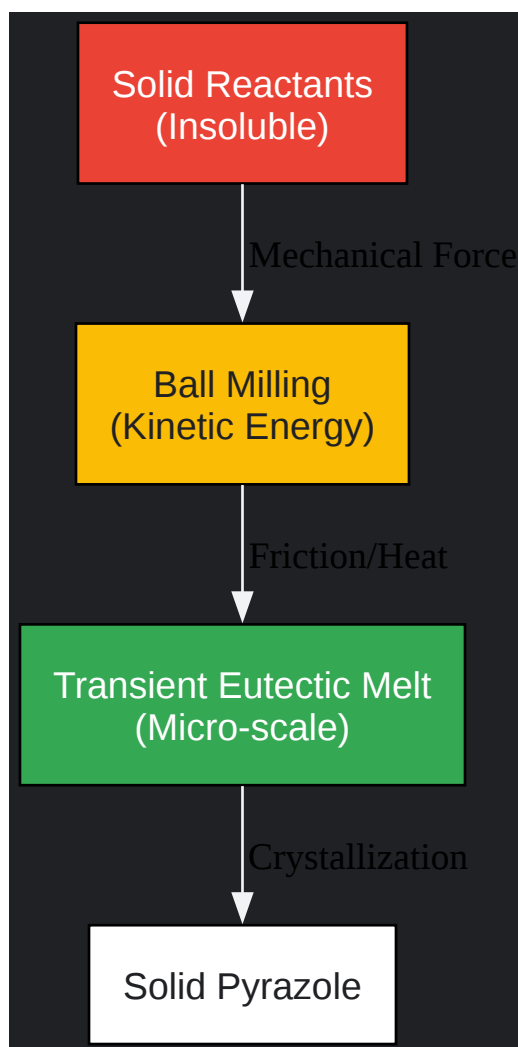 Solid Reactants
(Insoluble)
Mechanical Force
Ball Milling
(Kinetic Energy)
Friction/Heat
Transient Eutectic Melt
(Micro-scale)
Crystallization
Solid Pyrazole